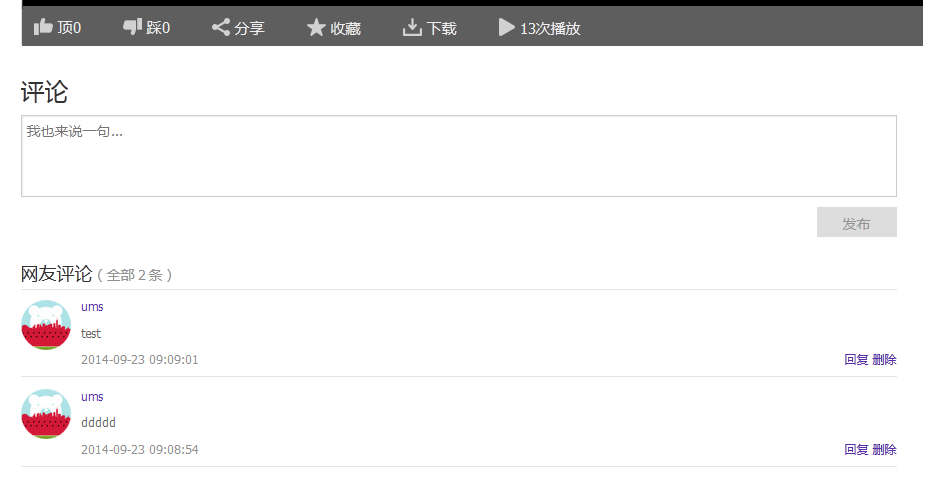 顶0 踩0 分享 收藏 下载 13次播放
评论
我也来说一句...
发布
网友评论 ( 全部 2 条 )
ums
test
2014-09-23 09:09:01 回复 删除
ums
ddddd
2014-09-23 09:08:54 回复 删除